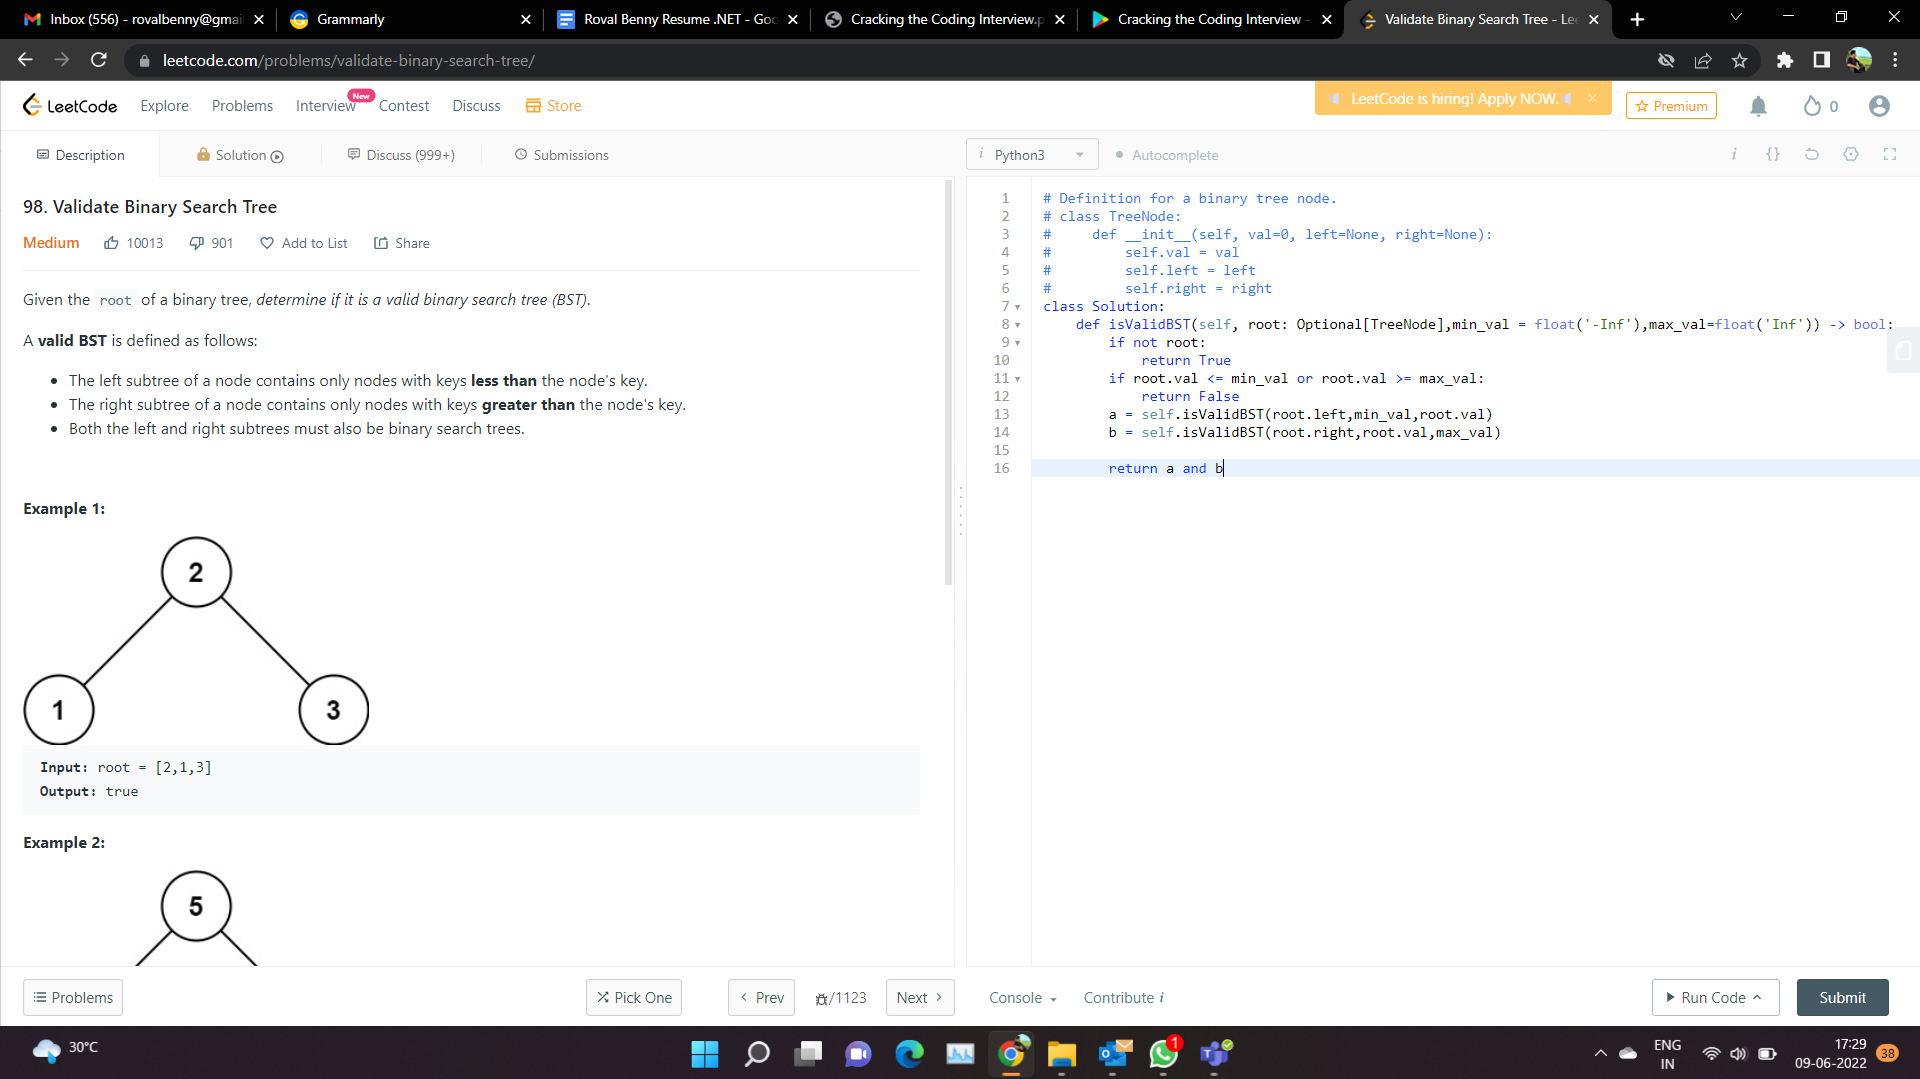 Inbox (556) - rovalbenny@gmai
Grammarly
Roval Benny Resume .NET - Goo
Cracking the Coding Interview.p
Cracking the Coding Interview -
Validate Binary Search Tree - Le
leetcode.com/problems/validate-binary-search-tree/
LeetCode
Explore
Problems
Interview
New
Contest
Discuss
Store
LeetCode is hiring! Apply NOW.
Premium
0
Description
Solution
Discuss (999+)
Submissions
i Python3
Autocomplete
i {}
98. Validate Binary Search Tree
Medium 10013 901 Add to List Share
Given the root of a binary tree, determine if it is a valid binary search tree (BST).
A valid BST is defined as follows:
• The left subtree of a node contains only nodes with keys less than the node's key.
• The right subtree of a node contains only nodes with keys greater than the node's key.
• Both the left and right subtrees must also be binary search trees.
Example 1:
2
1 3
Input: root = [2,1,3]
Output: true
Example 2:
5
1 # Definition for a binary tree node.
2 # class TreeNode:
3 #     def __init__(self, val=0, left=None, right=None):
4 #         self.val = val
5 #         self.left = left
6 #         self.right = right
7 class Solution:
8     def isValidBST(self, root: Optional[TreeNode],min_val = float('-Inf'),max_val=float('Inf')) -> bool:
9         if not root:
10             return True
11         if root.val <= min_val or root.val >= max_val:
12             return False
13         a = self.isValidBST(root.left,min_val,root.val)
14         b = self.isValidBST(root.right,root.val,max_val)
15
16         return a and b
Problems
Pick One
Prev
/1123
Next
Console
Contribute i
Run Code
Submit
30°C
1
ENG
IN
17:29
09-06-2022
38